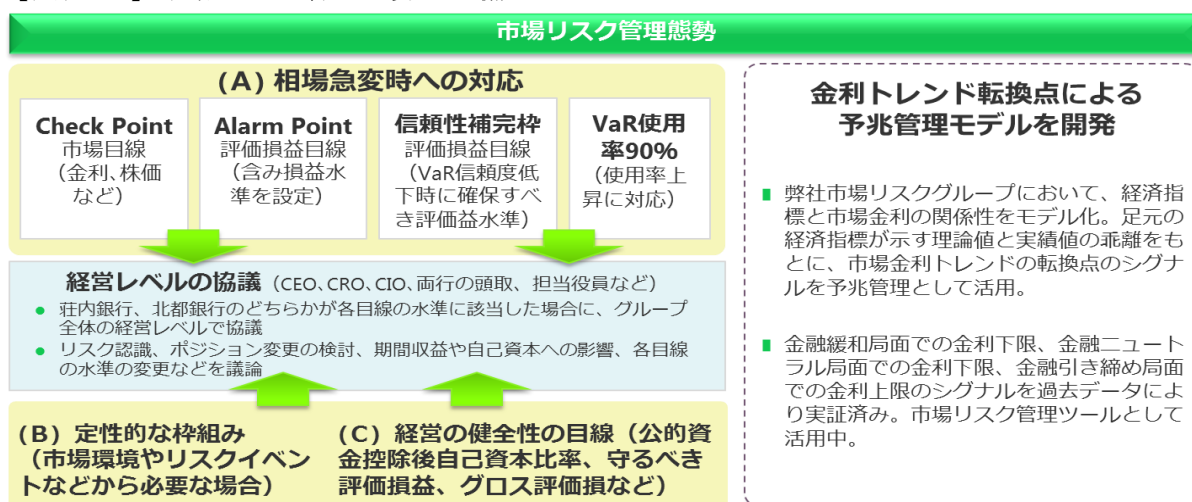 市場リスク管理態勢
(A) 相場急変時への対応
Check Point
市場目線
(金利、株価
など)
Alarm Point
評価損益目線
(含み損益水
準を設定)
信頼性補完枠
評価損益目線
(VaR信頼度低
下時に確保すべ
き評価益水準)
VaR使用
率90%
(使用率上
昇に対応)
経営レベルの協議(CEO、CRO、CIO、両行の頭取、担当役員など)
● 荘内銀行、北都銀行のどちらかが各目線の水準に該当した場合に、グループ
全体の経営レベルで協議
● リスク認識、ポジション変更の検討、期間収益や自己資本への影響、各目線
の水準の変更などを議論
(B) 定性的な枠組み
(市場環境やリスクイベン
トなどから必要な場合)
(C) 経営の健全性の目線(公的資
金控除後自己資本比率、守るべき
評価損益、グロス評価損など)
金利トレンド転換点による
予兆管理モデルを開発
弊社市場リスクグループにおいて、経済指
標と市場金利の関係性をモデル化。足元の
経済指標が示す理論値と実績値の乖離をも
とに、市場金利トレンドの転換点のシグナ
ルを予兆管理として活用。
金融緩和局面での金利下限、金融ニュート
ラル局面での金利下限、金融引き締め局面
での金利上限のシグナルを過去データによ
り実証済み。市場リスク管理ツールとして
活用中。